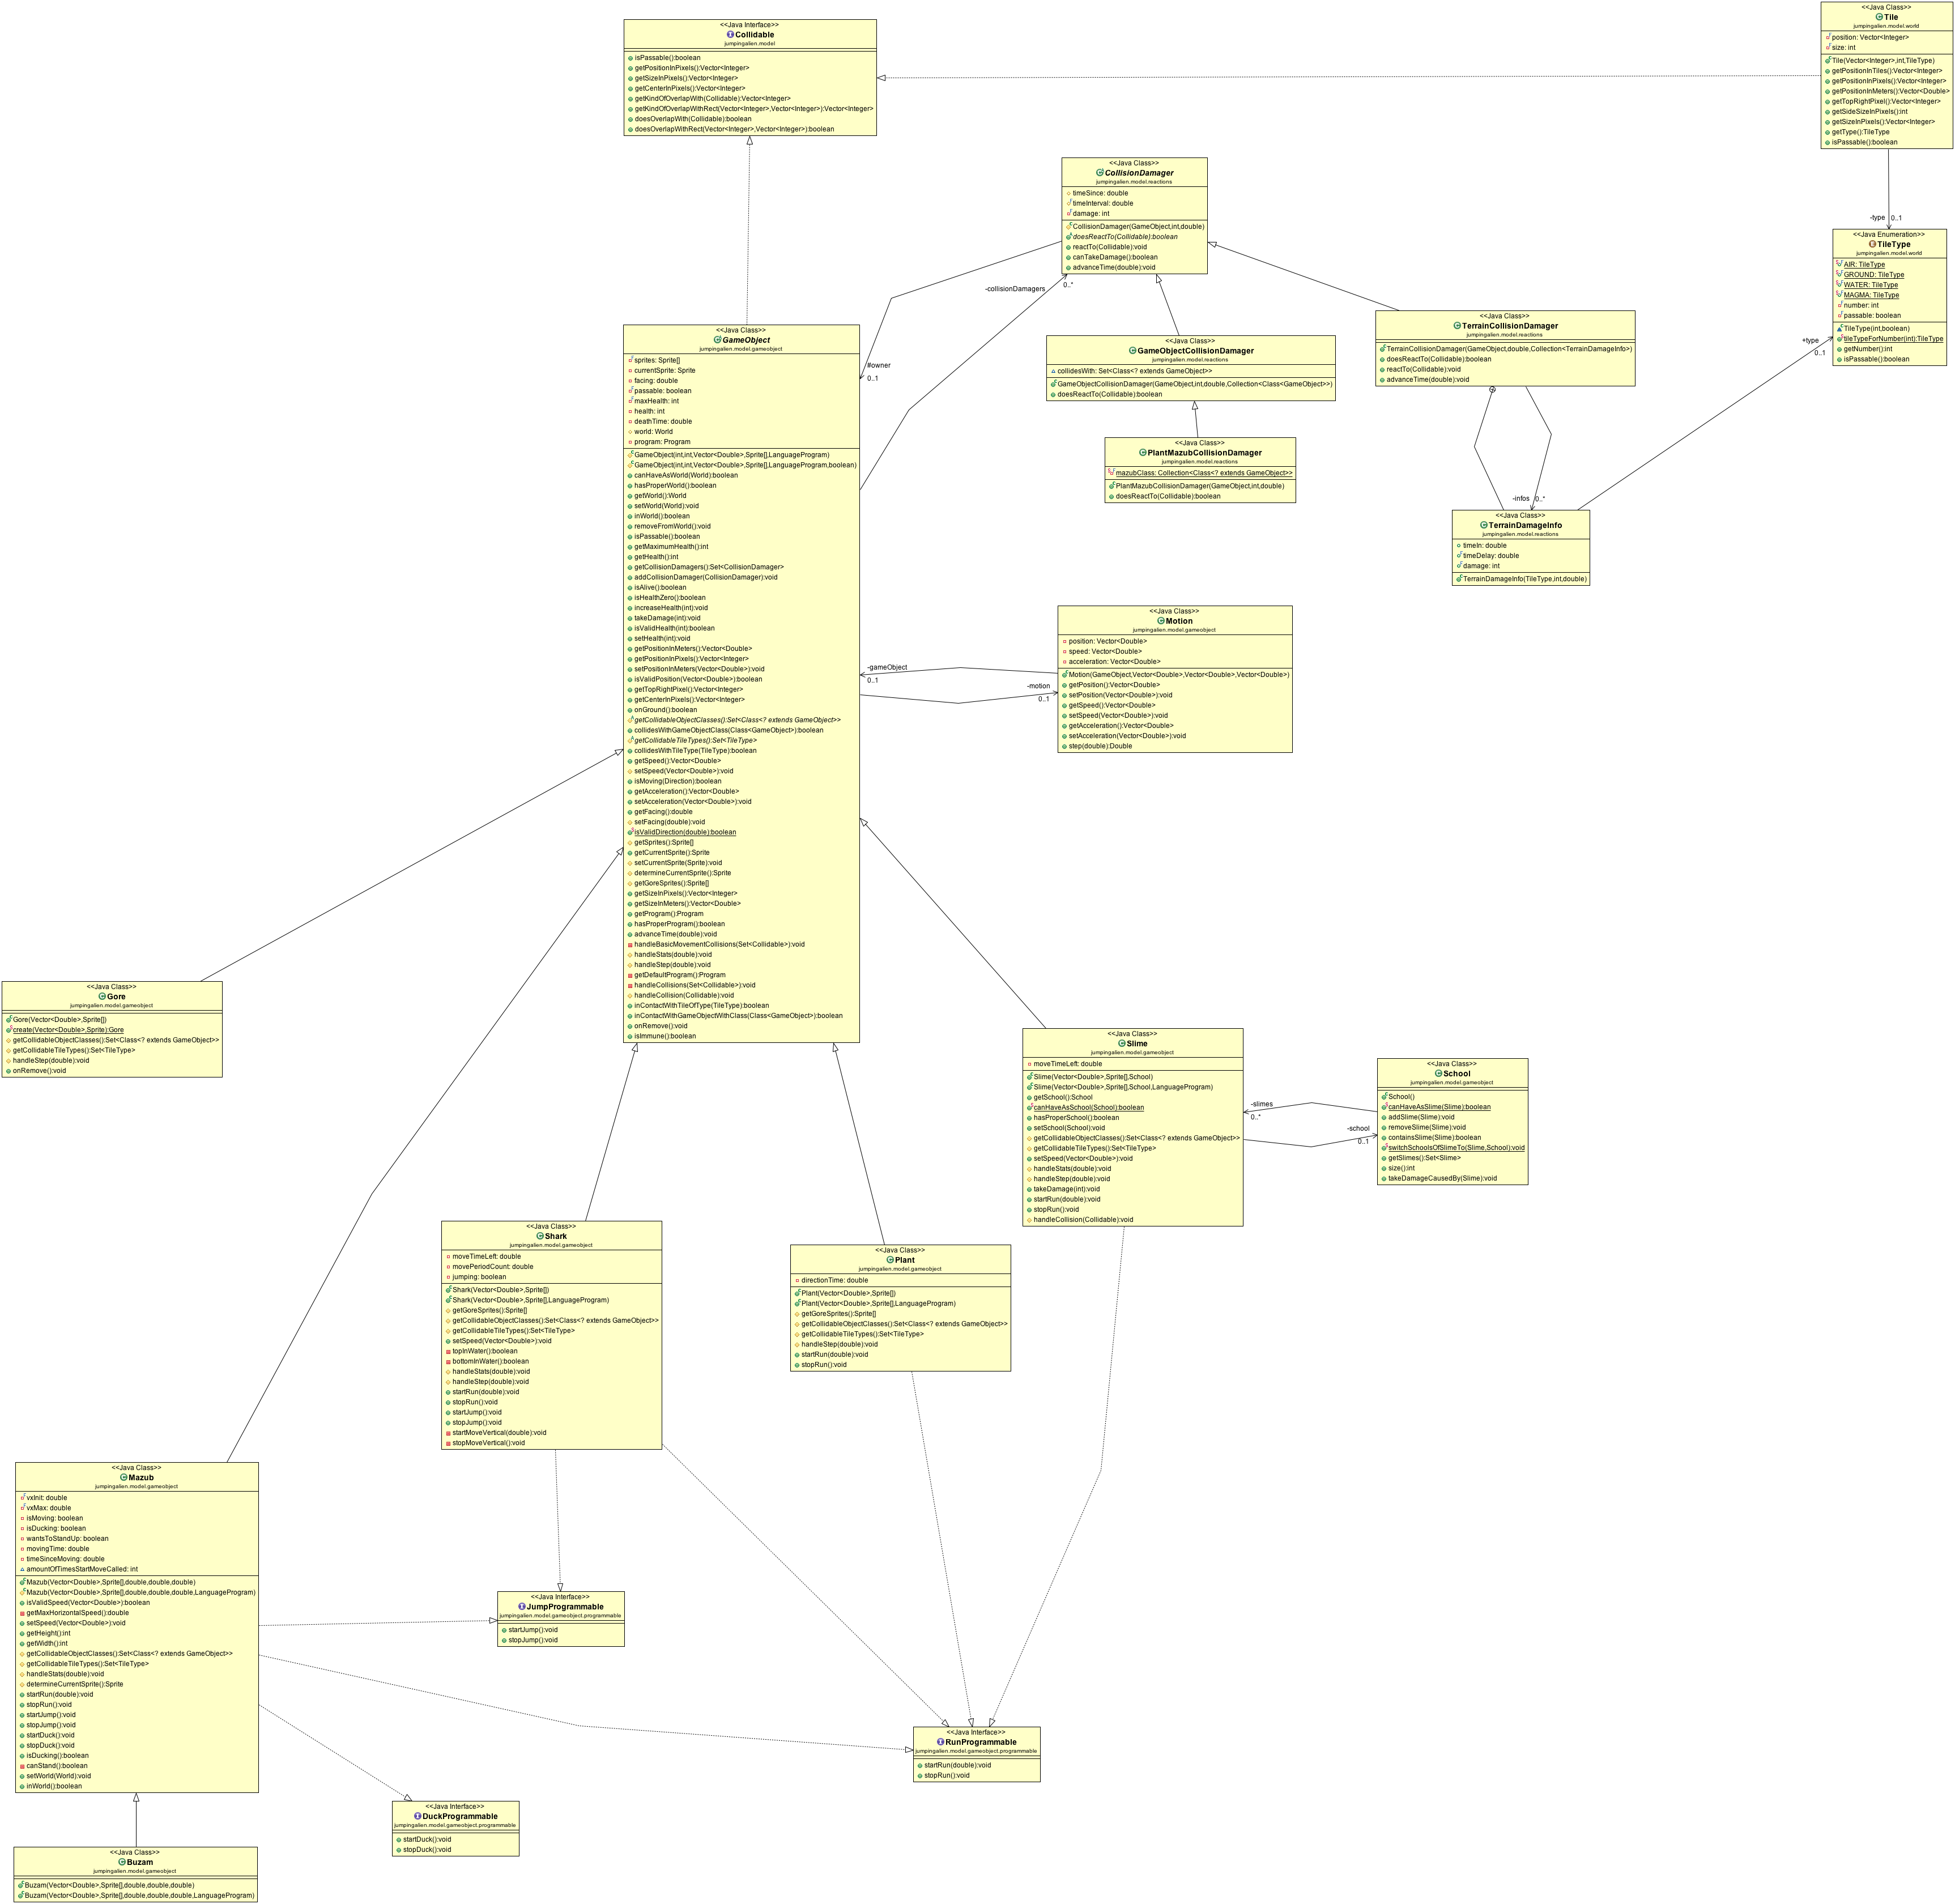 <<Java Interface>>
Collidable
jumpingalien.model
isPassable():boolean
getPositionInPixels():Vector<Integer>
getSizeInPixels():Vector<Integer>
getCenterInPixels():Vector<Integer>
getKindOfOverlapWith(Collidable):Vector<Integer>
getKindOfOverlapWithRect(Vector<Integer>,Vector<Integer>):Vector<Integer>
doesOverlapWith(Collidable):boolean
doesOverlapWithRect(Vector<Integer>,Vector<Integer>):boolean
<<Java Class>>
Tile
jumpingalien.model.world
position: Vector<Integer>
size: int
Tile(Vector<Integer>,int,TileType)
getPositionInTiles():Vector<Integer>
getPositionInPixels():Vector<Integer>
getPositionInMeters():Vector<Double>
getTopRightPixel():Vector<Integer>
getSideSizeInPixels():int
getSizeInPixels():Vector<Integer>
getType():TileType
isPassable():boolean
-type
0..1
<<Java Class>>
CollisionDamager
jumpingalien.model.reactions
timeSince: double
timeInterval: double
damage: int
CollisionDamager(GameObject,int,double)
doesReactTo(Collidable):boolean
reactTo(Collidable):void
canTakeDamage():boolean
advanceTime(double):void
-collisionDamagers
0..*
<<Java Enumeration>>
TileType
jumpingalien.model.world
AIR: TileType
GROUND: TileType
WATER: TileType
MAGMA: TileType
number: int
passable: boolean
TileType(int,boolean)
tileTypeForNumber(int):TileType
getNumber():int
isPassable():boolean
+type
0..1
<<Java Class>>
TerrainCollisionDamager
jumpingalien.model.reactions
TerrainCollisionDamager(GameObject,double,Collection<TerrainDamageInfo>)
doesReactTo(Collidable):boolean
reactTo(Collidable):void
advanceTime(double):void
<<Java Class>>
GameObjectCollisionDamager
jumpingalien.model.reactions
collidesWith: Set<Class<? extends GameObject>>
GameObjectCollisionDamager(GameObject,int,double,Collection<Class<GameObject>>)
doesReactTo(Collidable):boolean
<<Java Class>>
PlantMazubCollisionDamager
jumpingalien.model.reactions
mazubClass: Collection<Class<? extends GameObject>>
PlantMazubCollisionDamager(GameObject,int,double)
doesReactTo(Collidable):boolean
-infos
0..*
<<Java Class>>
TerrainDamageInfo
jumpingalien.model.reactions
timeIn: double
timeDelay: double
damage: int
TerrainDamageInfo(TileType,int,double)
<<Java Class>>
GameObject
jumpingalien.model.gameobject
sprites: Sprite[]
currentSprite: Sprite
facing: double
passable: boolean
maxHealth: int
health: int
deathTime: double
world: World
program: Program
GameObject(int,int,Vector<Double>,Sprite[],LanguageProgram)
GameObject(int,int,Vector<Double>,Sprite[],LanguageProgram,boolean)
canHaveAsWorld(World):boolean
hasProperWorld():boolean
getWorld():World
setWorld(World):void
inWorld():boolean
removeFromWorld():void
isPassable():boolean
getMaximumHealth():int
getHealth():int
getCollisionDamagers():Set<CollisionDamager>
addCollisionDamager(CollisionDamager):void
isAlive():boolean
isHealthZero():boolean
increaseHealth(int):void
takeDamage(int):void
isValidHealth(int):boolean
setHealth(int):void
getPositionInMeters():Vector<Double>
getPositionInPixels():Vector<Integer>
setPositionInMeters(Vector<Double>):void
isValidPosition(Vector<Double>):boolean
getTopRightPixel():Vector<Integer>
getCenterInPixels():Vector<Integer>
onGround():boolean
getCollidableObjectClasses():Set<Class<? extends GameObject>>
collidesWithGameObjectClass(Class<GameObject>):boolean
getCollidableTileTypes():Set<TileType>
collidesWithTileType(TileType):boolean
getSpeed():Vector<Double>
setSpeed(Vector<Double>):void
isMoving(Direction):boolean
getAcceleration():Vector<Double>
setAcceleration(Vector<Double>):void
getFacing():double
setFacing(double):void
isValidDirection(double):boolean
getSprites():Sprite[]
getCurrentSprite():Sprite
setCurrentSprite(Sprite):void
determineCurrentSprite():Sprite
getGoreSprites():Sprite[]
getSizeInPixels():Vector<Integer>
getSizeInMeters():Vector<Double>
getProgram():Program
hasProperProgram():boolean
advanceTime(double):void
handleBasicMovementCollisions(Set<Collidable>):void
handleStats(double):void
handleStep(double):void
getDefaultProgram():Program
handleCollisions(Set<Collidable>):void
handleCollision(Collidable):void
inContactWithTileOfType(TileType):boolean
inContactWithGameObjectWithClass(Class<GameObject>):boolean
onRemove():void
isImmune():boolean
#owner
0..1
-gameObject
0..1
-motion
0..1
<<Java Class>>
Motion
jumpingalien.model.gameobject
position: Vector<Double>
speed: Vector<Double>
acceleration: Vector<Double>
Motion(GameObject,Vector<Double>,Vector<Double>,Vector<Double>)
getPosition():Vector<Double>
setPosition(Vector<Double>):void
getSpeed():Vector<Double>
setSpeed(Vector<Double>):void
getAcceleration():Vector<Double>
setAcceleration(Vector<Double>):void
step(double):Double
<<Java Class>>
Gore
jumpingalien.model.gameobject
Gore(Vector<Double>,Sprite[])
create(Vector<Double>,Sprite):Gore
getCollidableObjectClasses():Set<Class<? extends GameObject>>
getCollidableTileTypes():Set<TileType>
handleStep(double):void
onRemove():void
<<Java Class>>
Slime
jumpingalien.model.gameobject
moveTimeLeft: double
Slime(Vector<Double>,Sprite[],School)
Slime(Vector<Double>,Sprite[],School,LanguageProgram)
getSchool():School
canHaveAsSchool(School):boolean
hasProperSchool():boolean
setSchool(School):void
getCollidableObjectClasses():Set<Class<? extends GameObject>>
getCollidableTileTypes():Set<TileType>
setSpeed(Vector<Double>):void
handleStats(double):void
handleStep(double):void
takeDamage(int):void
startRun(double):void
stopRun():void
handleCollision(Collidable):void
-slimes
0..*
-school
0..1
<<Java Class>>
School
jumpingalien.model.gameobject
School()
canHaveAsSlime(Slime):boolean
addSlime(Slime):void
removeSlime(Slime):void
containsSlime(Slime):boolean
switchSchoolsOfSlimeTo(Slime,School):void
getSlimes():Set<Slime>
size():int
takeDamageCausedBy(Slime):void
<<Java Class>>
Shark
jumpingalien.model.gameobject
moveTimeLeft: double
movePeriodCount: double
jumping: boolean
Shark(Vector<Double>,Sprite[])
Shark(Vector<Double>,Sprite[],LanguageProgram)
getGoreSprites():Sprite[]
getCollidableObjectClasses():Set<Class<? extends GameObject>>
getCollidableTileTypes():Set<TileType>
setSpeed(Vector<Double>):void
topInWater():boolean
bottomInWater():boolean
handleStats(double):void
handleStep(double):void
startRun(double):void
stopRun():void
startJump():void
stopJump():void
startMoveVertical(double):void
stopMoveVertical():void
<<Java Class>>
Plant
jumpingalien.model.gameobject
directionTime: double
Plant(Vector<Double>,Sprite[])
Plant(Vector<Double>,Sprite[],LanguageProgram)
getGoreSprites():Sprite[]
getCollidableObjectClasses():Set<Class<? extends GameObject>>
getCollidableTileTypes():Set<TileType>
handleStep(double):void
startRun(double):void
stopRun():void
<<Java Class>>
Mazub
jumpingalien.model.gameobject
vxInit: double
vxMax: double
isMoving: boolean
isDucking: boolean
wantsToStandUp: boolean
movingTime: double
timeSinceMoving: double
amountOfTimesStartMoveCalled: int
Mazub(Vector<Double>,Sprite[],double,double,double)
Mazub(Vector<Double>,Sprite[],double,double,double,LanguageProgram)
isValidSpeed(Vector<Double>):boolean
getMaxHorizontalSpeed():double
setSpeed(Vector<Double>):void
getHeight():int
getWidth():int
getCollidableObjectClasses():Set<Class<? extends GameObject>>
getCollidableTileTypes():Set<TileType>
handleStats(double):void
determineCurrentSprite():Sprite
startRun(double):void
stopRun():void
startJump():void
stopJump():void
startDuck():void
stopDuck():void
isDucking():boolean
canStand():boolean
setWorld(World):void
inWorld():boolean
<<Java Interface>>
JumpProgrammable
jumpingalien.model.gameobject.programmable
startJump():void
stopJump():void
<<Java Interface>>
RunProgrammable
jumpingalien.model.gameobject.programmable
startRun(double):void
stopRun():void
<<Java Interface>>
DuckProgrammable
jumpingalien.model.gameobject.programmable
startDuck():void
stopDuck():void
<<Java Class>>
Buzam
jumpingalien.model.gameobject
Buzam(Vector<Double>,Sprite[],double,double,double)
Buzam(Vector<Double>,Sprite[],double,double,double,LanguageProgram)